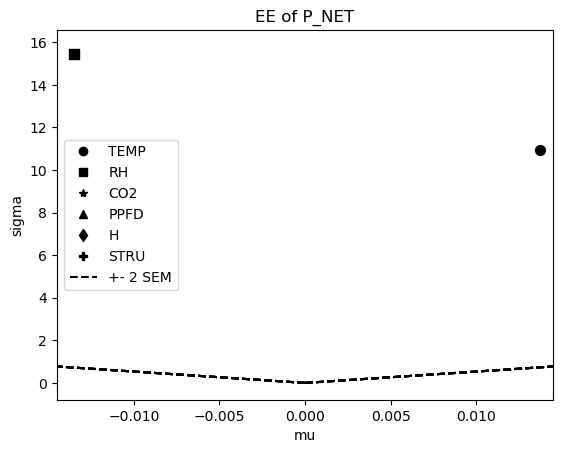 EE of P_NET
16
14
12
10
8
6
4
2
0
sigma
TEMP
RH
CO2
PPFD
H
STRU
+- 2 SEM
−0.010
−0.005
0.000
0.005
0.010
mu